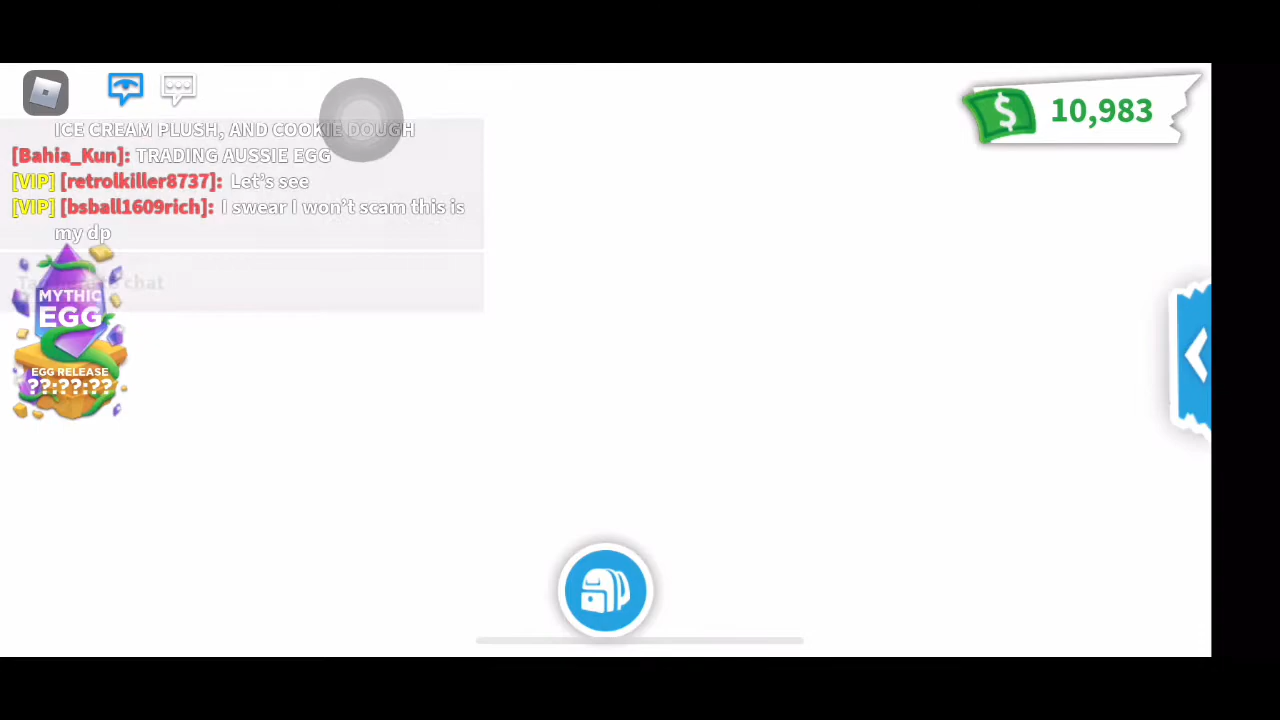 10,983
ICE CREAM PLUSH, AND COOKIE DOUGH
[Bahia_Kun]: TRADING AUSSIE EGG
[VIP] [retrolkiller8737]: Let's see
[VIP] [bsball1609rich]: I swear I won't scam this is
my dp
chat
MYTHIC
EGG
EGG RELEASE
??:??:??